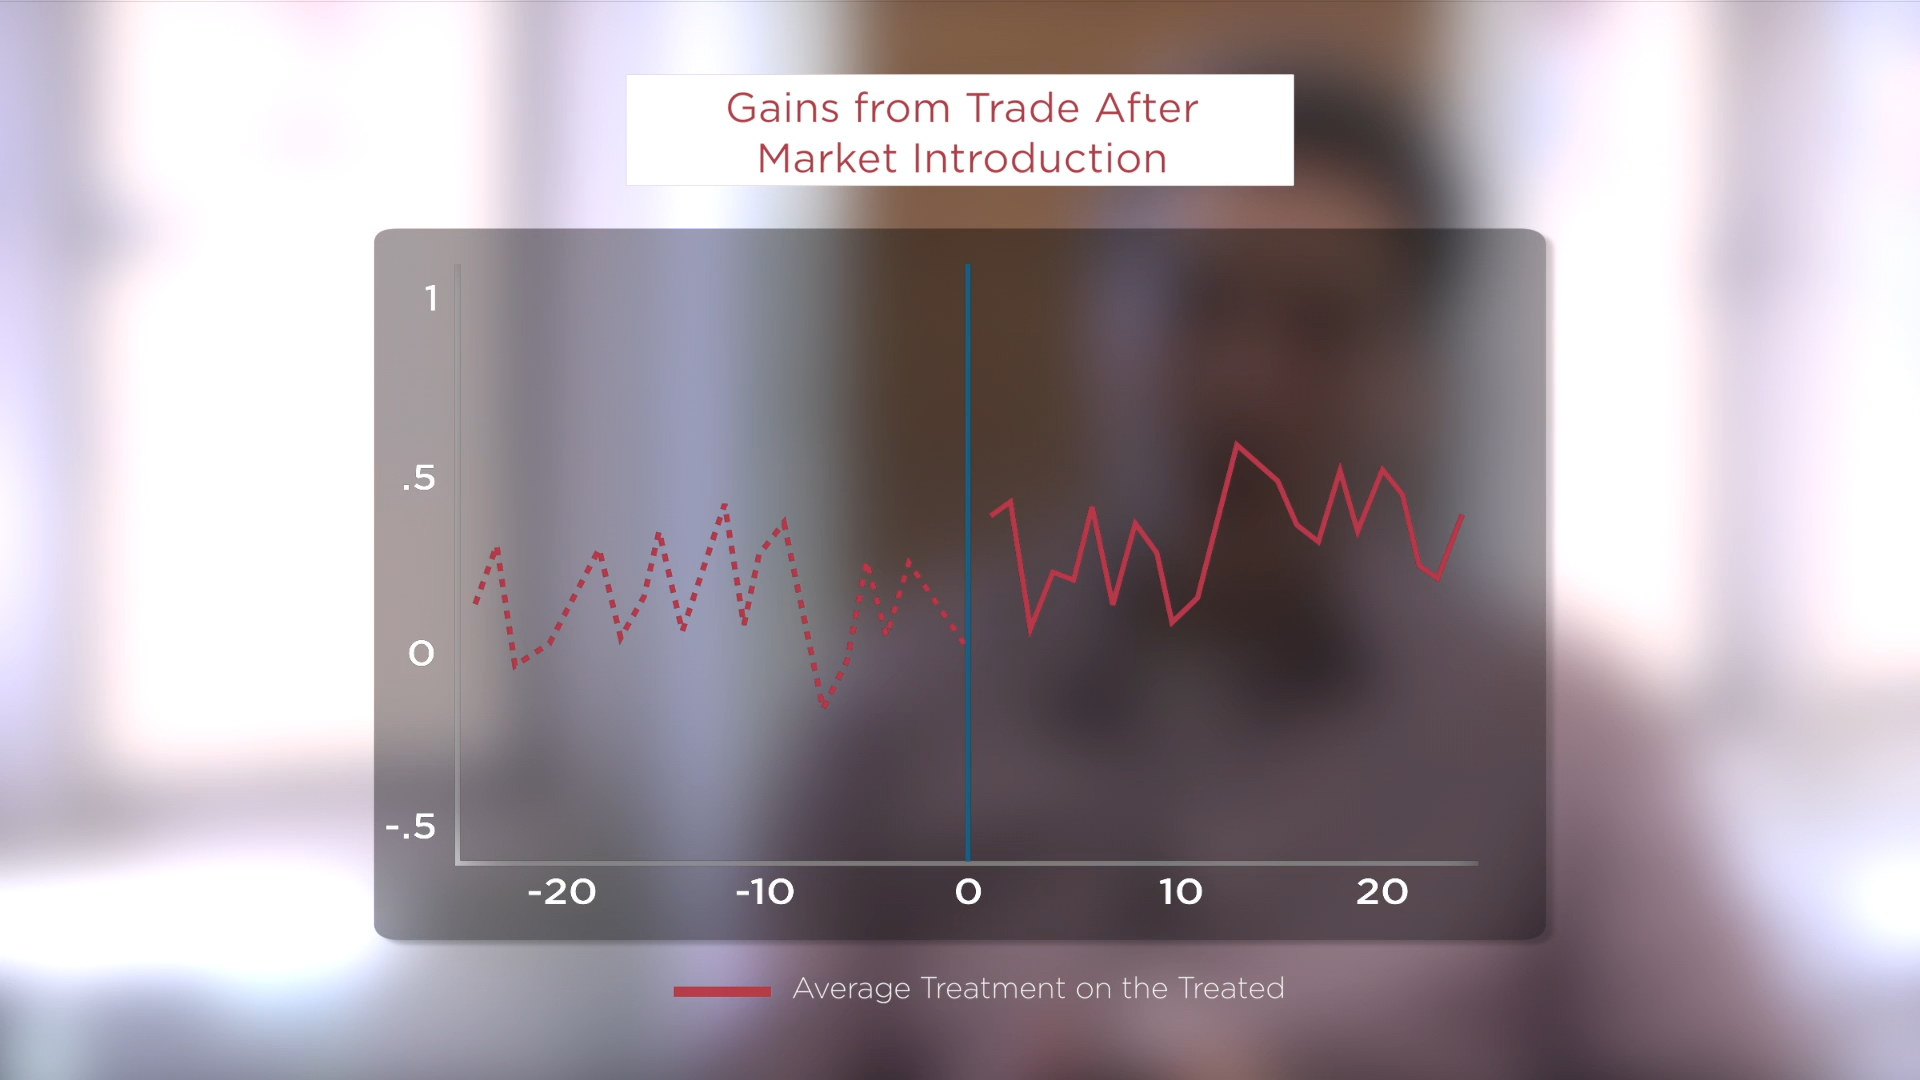 Gains from Trade After
Market Introduction
1
.5
0
-.5
-20 -10 0 10 20
Average Treatment on the Treated